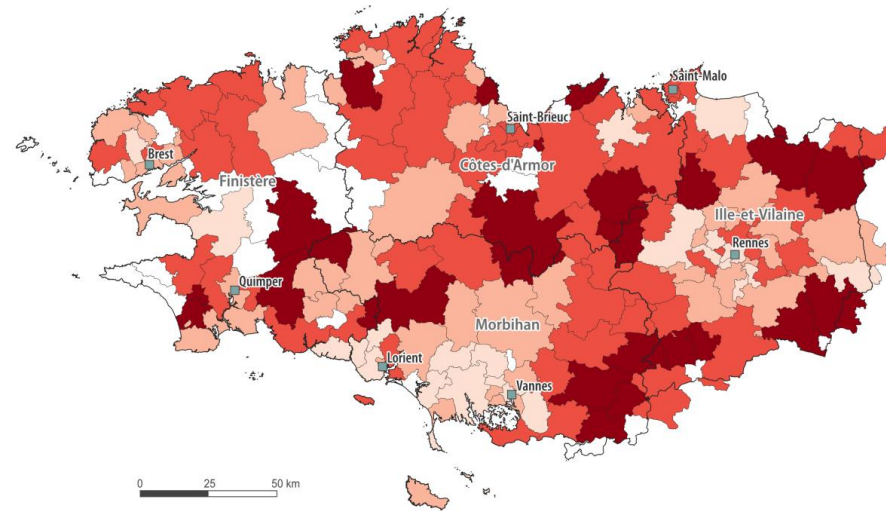 Saint-Malo
Saint-Brieuc
Brest
Côtes-d'Armor
Finistère
Ille-et-Vilaine
Rennes
Quimper
Morbihan
Lorient
Vannes
0 25 50 km